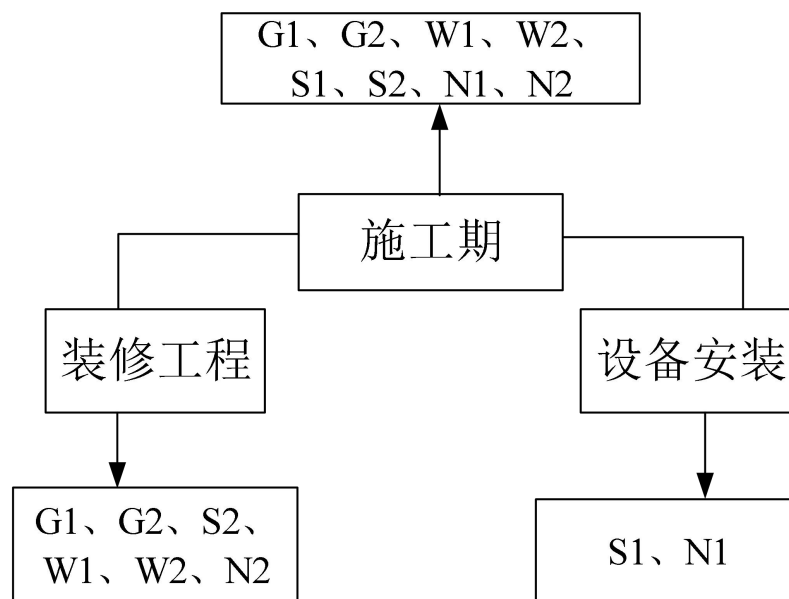 G1、G2、W1、W2、
S1、S2、N1、N2
施工期
装修工程
设备安装
G1、G2、S2、
W1、W2、N2
S1、N1